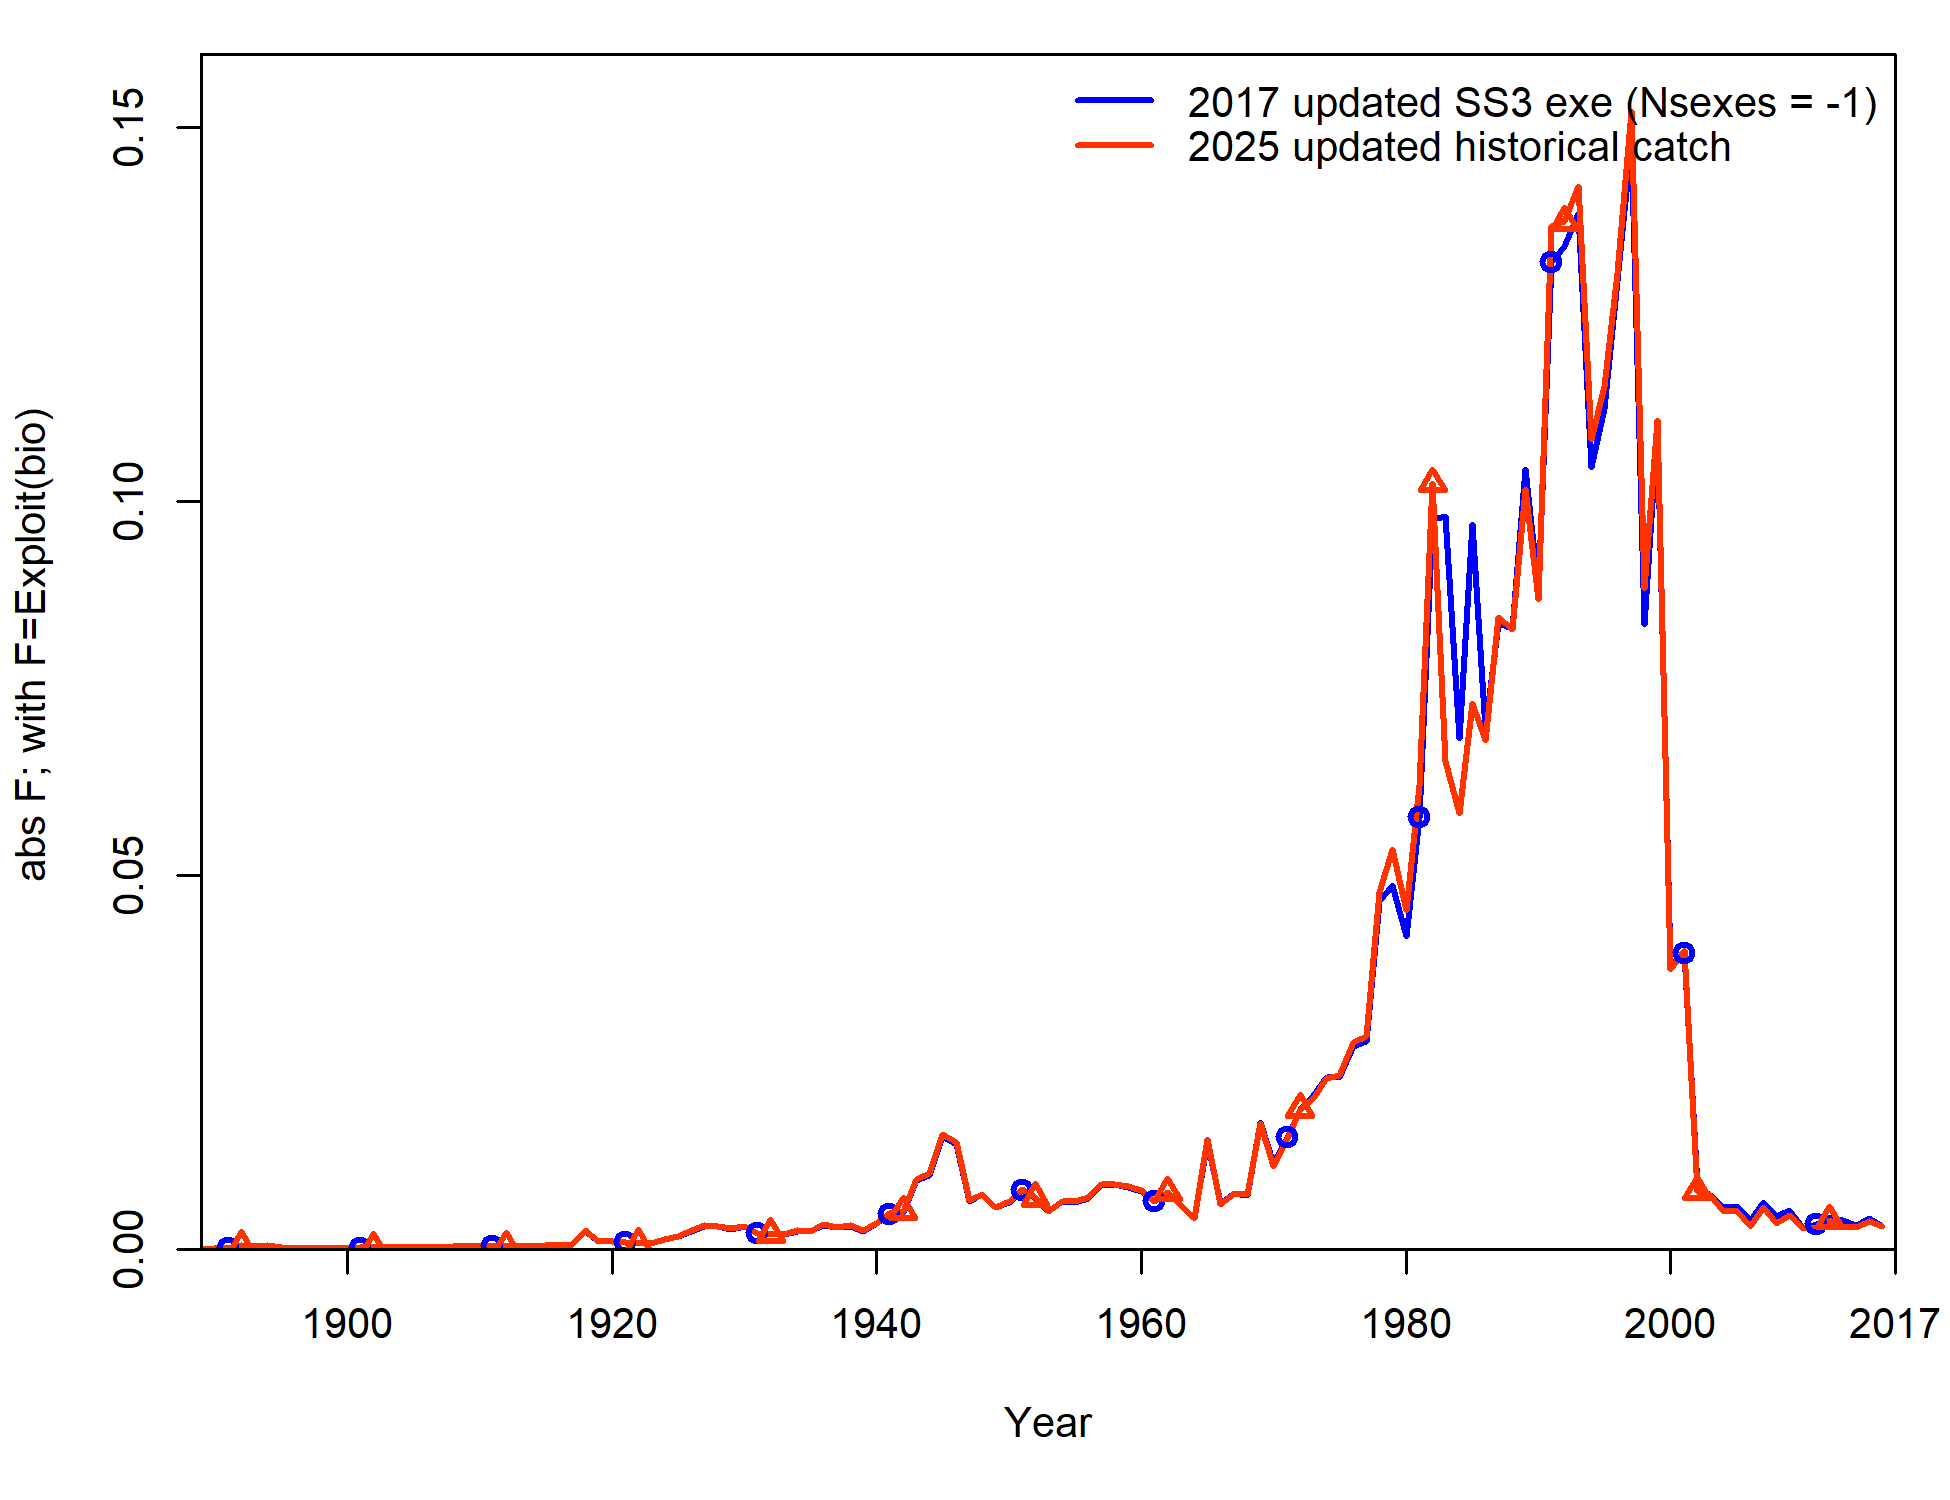 2017 updated SS3 exe (Nsexes = -1)
2025 updated historical catch
abs F; with F=Exploit(bio)
0.15
0.10
0.05
0.00
1900 1920 1940 1960 1980 2000 2017
Year